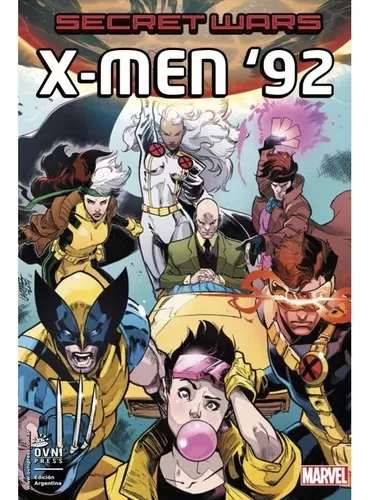 SECRET WARS
X-MEN '92
OVNI
PRESS
Edición
Argentina
MARVEL